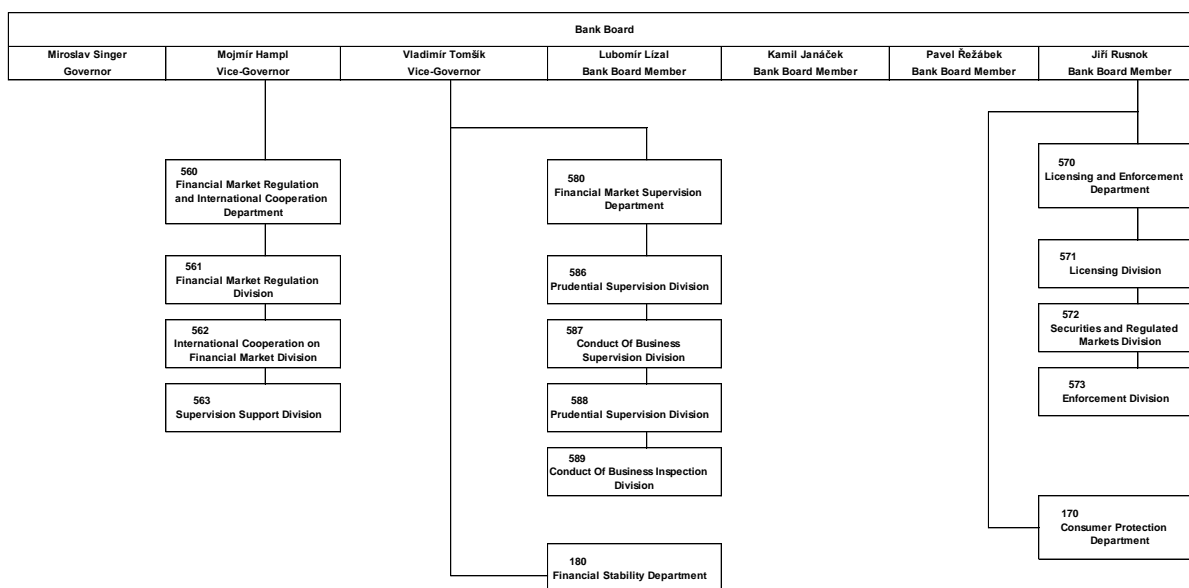 Bank Board
Miroslav Singer
Governor
Mojmír Hampl
Vice-Governor
Vladimír Tomšík
Vice-Governor
Lubomír Lízal
Bank Board Member
Kamil Janáček
Bank Board Member
Pavel Řežábek
Bank Board Member
Jiří Rusnok
Bank Board Member
560
Financial Market Regulation
and International Cooperation
Department
561
Financial Market Regulation
Division
562
International Cooperation on
Financial Market Division
563
Supervision Support Division
580
Financial Market Supervision
Department
586
Prudential Supervision Division
587
Conduct Of Business
Supervision Division
588
Prudential Supervision Division
589
Conduct Of Business Inspection
Division
180
Financial Stability Department
570
Licensing and Enforcement
Department
571
Licensing Division
572
Securities and Regulated
Markets Division
573
Enforcement Division
170
Consumer Protection
Department